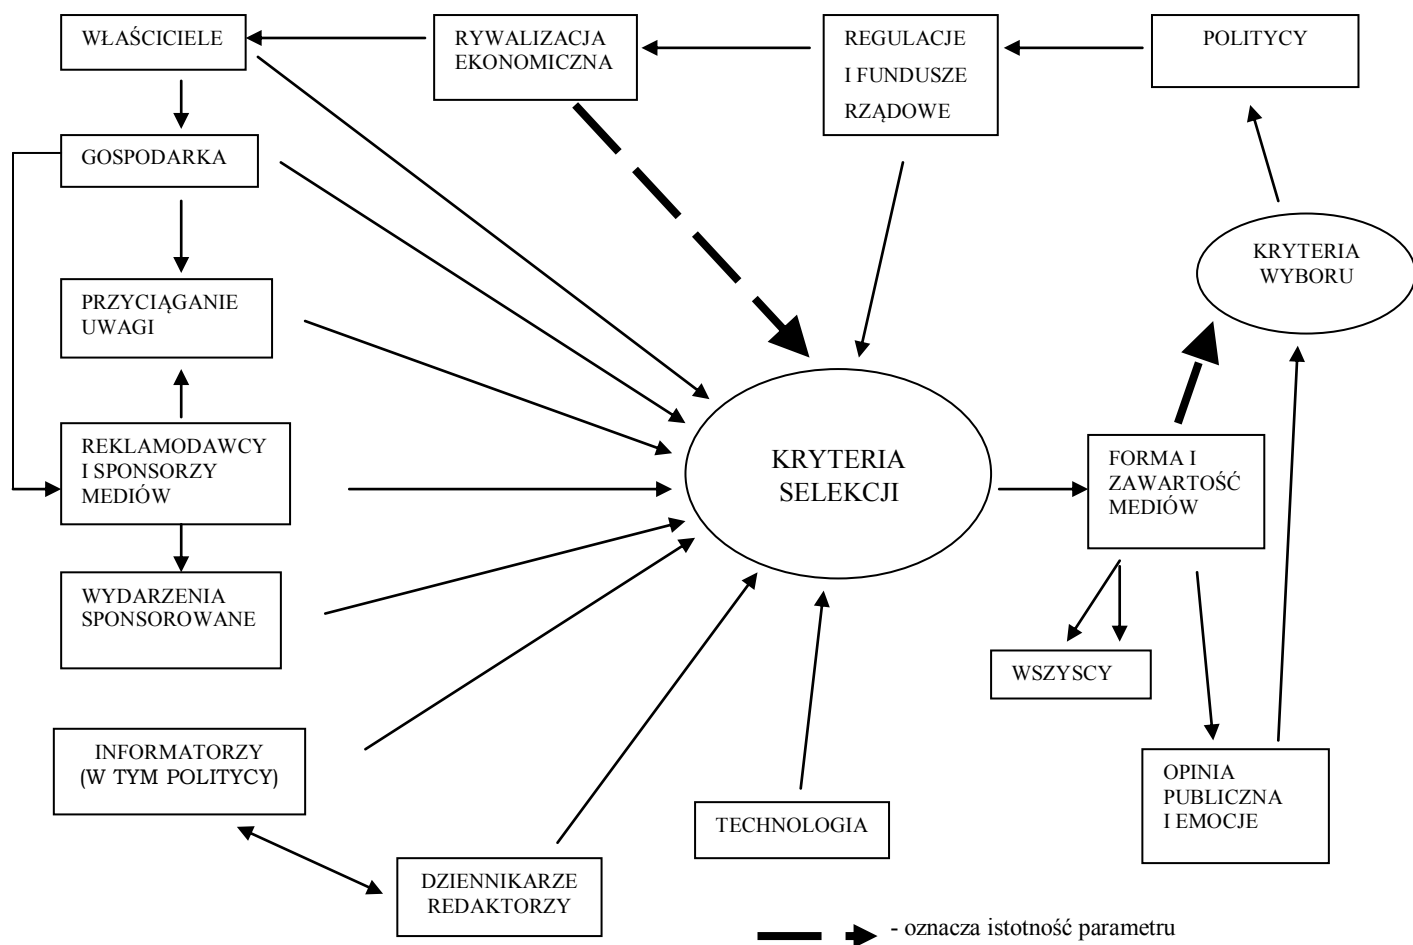 WŁAŚCICIELE
RYWALIZACJA
EKONOMICZNA
REGULACJE
I FUNDUSZE
RZĄDOWE
POLITYCY
GOSPODARKA
KRYTERIA
WYBORU
PRZYCIĄGANIE
UWAGI
REKLAMODAWCY
I SPONSORZY
MEDIÓW
KRYTERIA
SELEKCJI
FORMA I
ZAWARTOŚĆ
MEDIÓW
WYDARZENIA
SPONSOROWANE
WSZYSCY
INFORMATORZY
(W TYM POLITYCY)
OPINIA
PUBLICZNA
I EMOCJE
TECHNOLOGIA
DZIENNIKARZE
REDAKTORZY
- oznacza istotność parametru